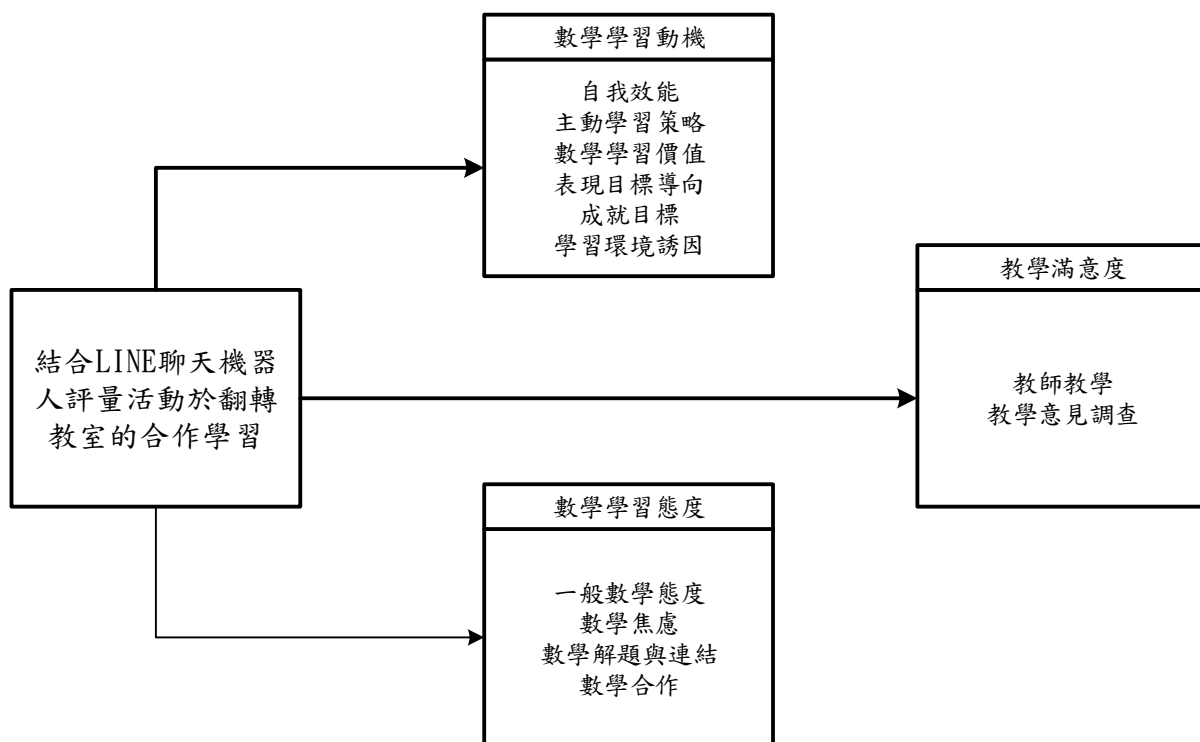 數學學習動機
自我效能
主動學習策略
數學學習價值
表現目標導向
成就目標
學習環境誘因
教學滿意度
教師教學
教學意見調查
結合LINE聊天機器
人評量活動於翻轉
教室的合作學習
數學學習態度
一般數學態度
數學焦慮
數學解題與連結
數學合作